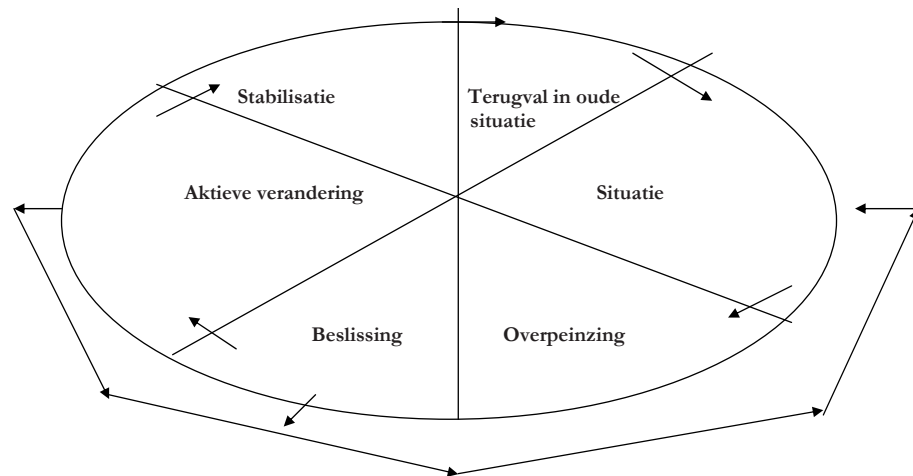 Stabilisatie
Terugval in oude
situatie
Aktieve verandering
Situatie
Beslissing
Overpeinzing